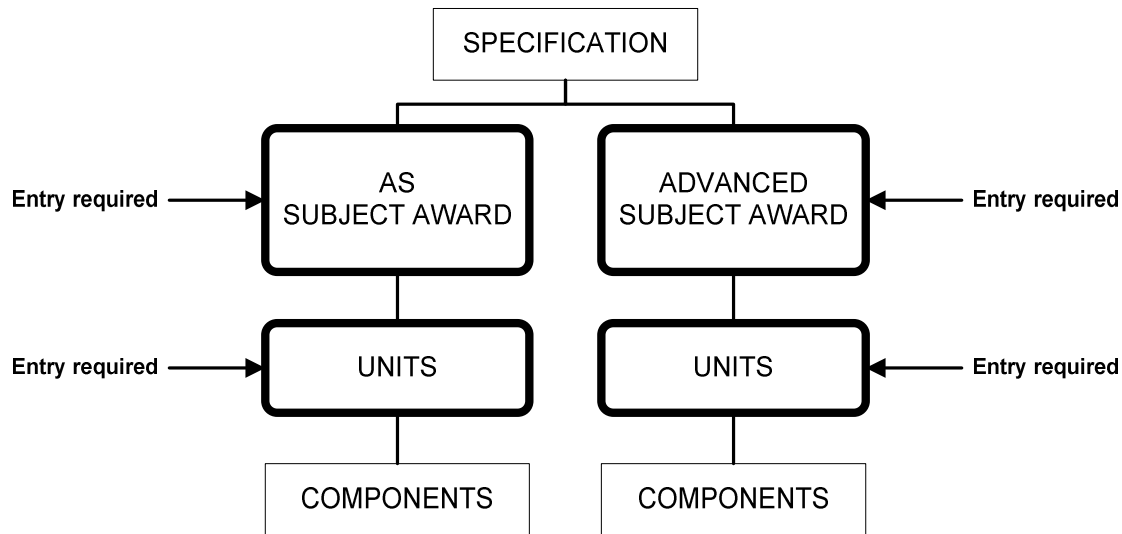 SPECIFICATION
AS
SUBJECT AWARD
ADVANCED
SUBJECT AWARD
Entry required
Entry required
UNITS
UNITS
Entry required
Entry required
COMPONENTS
COMPONENTS